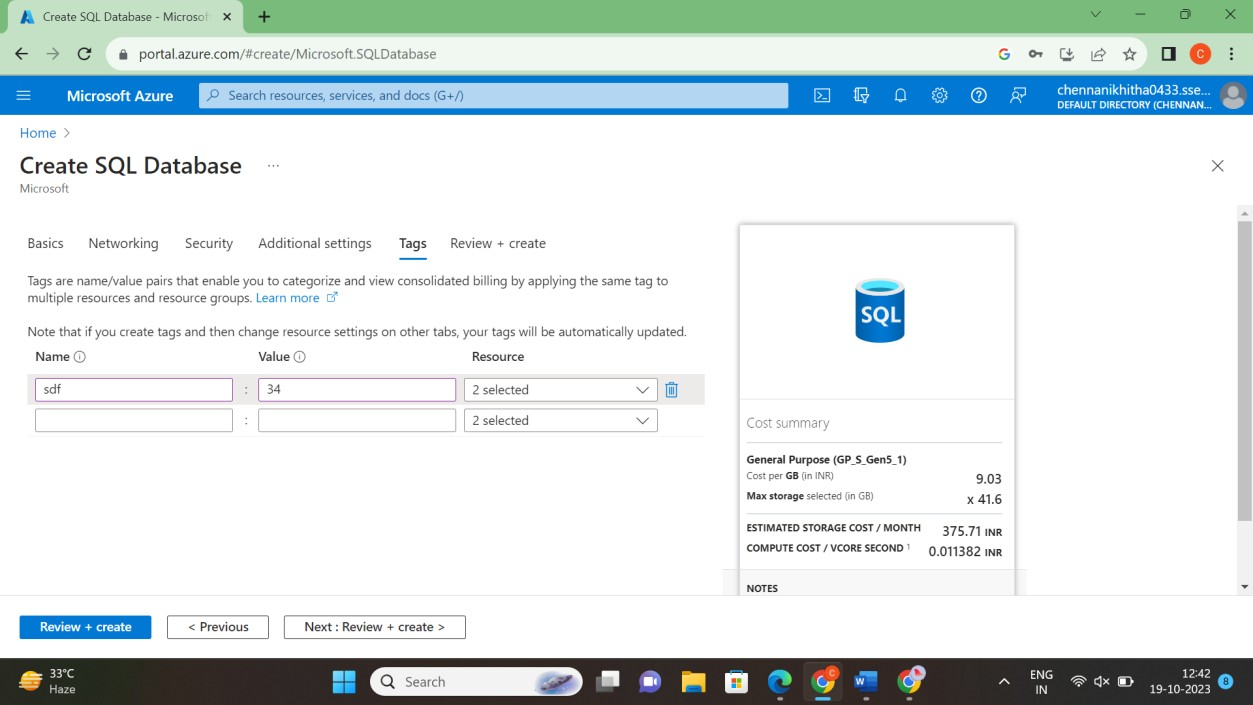 Create SQL Database - Microsof
portal.azure.com/#create/Microsoft.SQLDatabase
C
Microsoft Azure
Search resources, services, and docs (G+/)
chennanikhitha0433.sse...
DEFAULT DIRECTORY (CHENNAN...
Home >
Create SQL Database ...
Microsoft
Basics Networking Security Additional settings Tags Review + create
Tags are name/value pairs that enable you to categorize and view consolidated billing by applying the same tag to
multiple resources and resource groups. Learn more
Note that if you create tags and then change resource settings on other tabs, your tags will be automatically updated.
Name Value Resource
sdf : 34 2 selected
: 2 selected
SQL
Cost summary
General Purpose (GP_S_Gen5_1)
Cost per GB (in INR) 9.03
Max storage selected (in GB) x 41.6
ESTIMATED STORAGE COST / MONTH 375.71 INR
COMPUTE COST / VCORE SECOND 1 0.011382 INR
NOTES
Review + create < Previous Next : Review + create >
33°C
Haze
Search
ENG
IN
12:42
19-10-2023
8